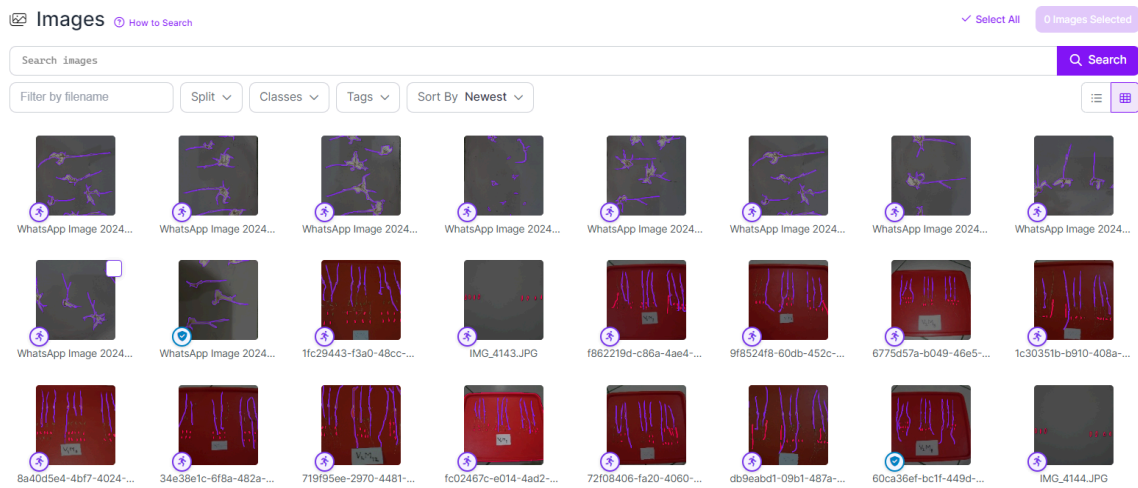 Images How to Search Select All 0 Images Selected
Search images Search
Filter by filename Split Classes Tags Sort By Newest
WhatsApp Image 2024... WhatsApp Image 2024... WhatsApp Image 2024... WhatsApp Image 2024... WhatsApp Image 2024... WhatsApp Image 2024... WhatsApp Image 2024... WhatsApp Image 2024...
WhatsApp Image 2024... WhatsApp Image 2024... 1fc29443-f3a0-48cc-... IMG_4143.JPG f862219d-c86a-4ae4-... 9f8524f8-60db-452c-... 6775d57a-b049-46e5-... 1c30351b-b910-408a-...
8a40d5e4-4bf7-4024-... 34e38e1c-6f8a-482a-... 719f95ee-2970-4481-... fc02467c-e014-4ad2-... 72f08406-fa20-4060-... db9eabd1-09b1-487a-... 60ca36ef-bc1f-449d-... IMG_4144.JPG